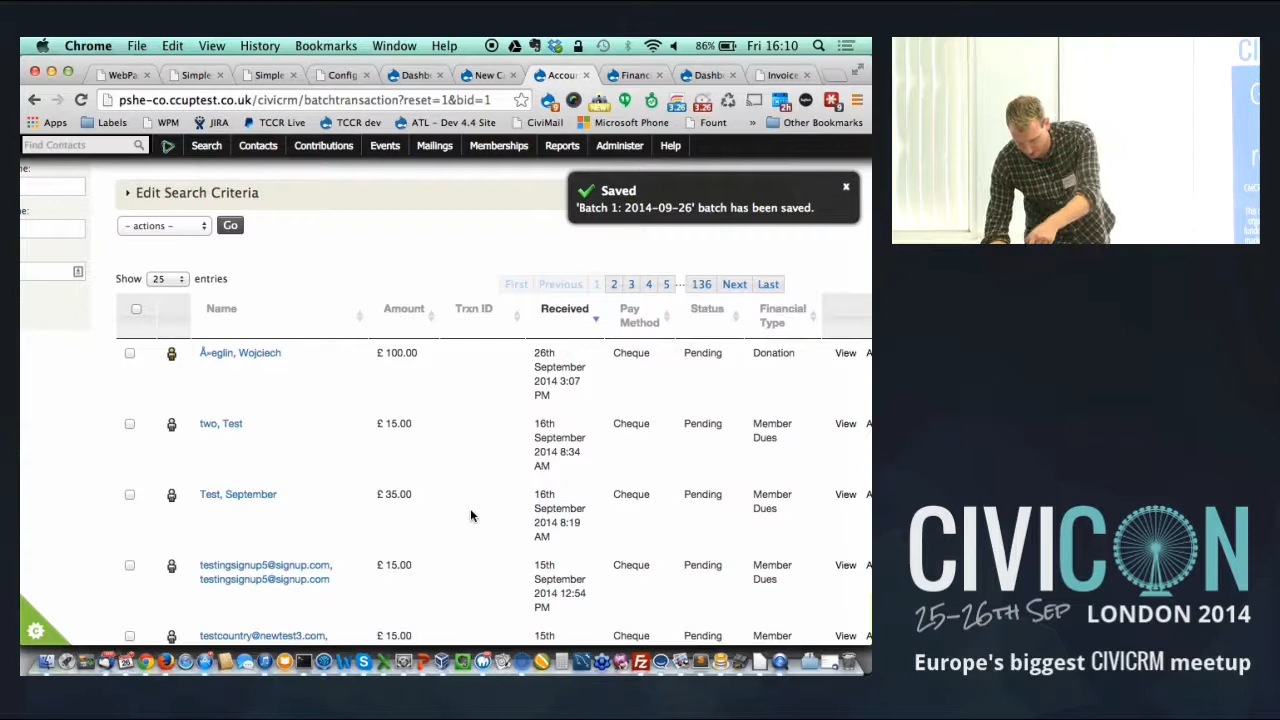 Chrome File Edit View History Bookmarks Window Help 86% Fri 16:10
WebPa Simple Simple Config Dashb New C Accou Financ Dashb Invoice
pshe-co.ccuptest.co.uk/civicrm/batchtransaction?reset=1&bid=1
Apps Labels WPM JIRA TCCR Live TCCR dev ATL - Dev 4.4 Site CiviMail Microsoft Phone Fount » Other Bookmarks
Find Contacts Search Contacts Contributions Events Mailings Memberships Reports Administer Help
Edit Search Criteria
Saved x
'Batch 1: 2014-09-26' batch has been saved.
- actions - Go
Show 25 entries
First Previous 1 2 3 4 5 ... 136 Next Last
Name Amount Trxn ID Received Pay Method Status Financial Type
Å»eglin, Wojciech £ 100.00 26th September 2014 3:07 PM Cheque Pending Donation View A
two, Test £ 15.00 16th September 2014 8:34 AM Cheque Pending Member Dues View A
Test, September £ 35.00 16th September 2014 8:19 AM Cheque Pending Member Dues View A
testingsignup5@signup.com, testingsignup5@signup.com £ 15.00 15th September 2014 12:54 PM Cheque Pending Member Dues View A
testcountry@newtest3.com, £ 15.00 15th Cheque Pending Member View A
CIVICON
25-26TH SEP LONDON 2014
Europe's biggest CIVICRM meetup